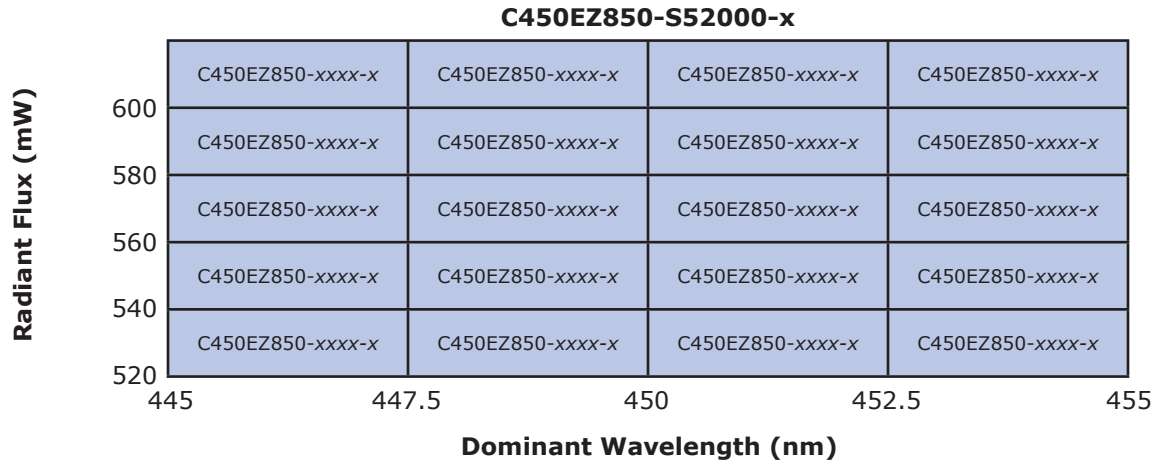 C450EZ850-S52000-x
Radiant Flux (mW)
C450EZ850-xxxx-x C450EZ850-xxxx-x C450EZ850-xxxx-x C450EZ850-xxxx-x
600
C450EZ850-xxxx-x C450EZ850-xxxx-x C450EZ850-xxxx-x C450EZ850-xxxx-x
580
C450EZ850-xxxx-x C450EZ850-xxxx-x C450EZ850-xxxx-x C450EZ850-xxxx-x
560
C450EZ850-xxxx-x C450EZ850-xxxx-x C450EZ850-xxxx-x C450EZ850-xxxx-x
540
C450EZ850-xxxx-x C450EZ850-xxxx-x C450EZ850-xxxx-x C450EZ850-xxxx-x
520
445 447.5 450 452.5 455
Dominant Wavelength (nm)